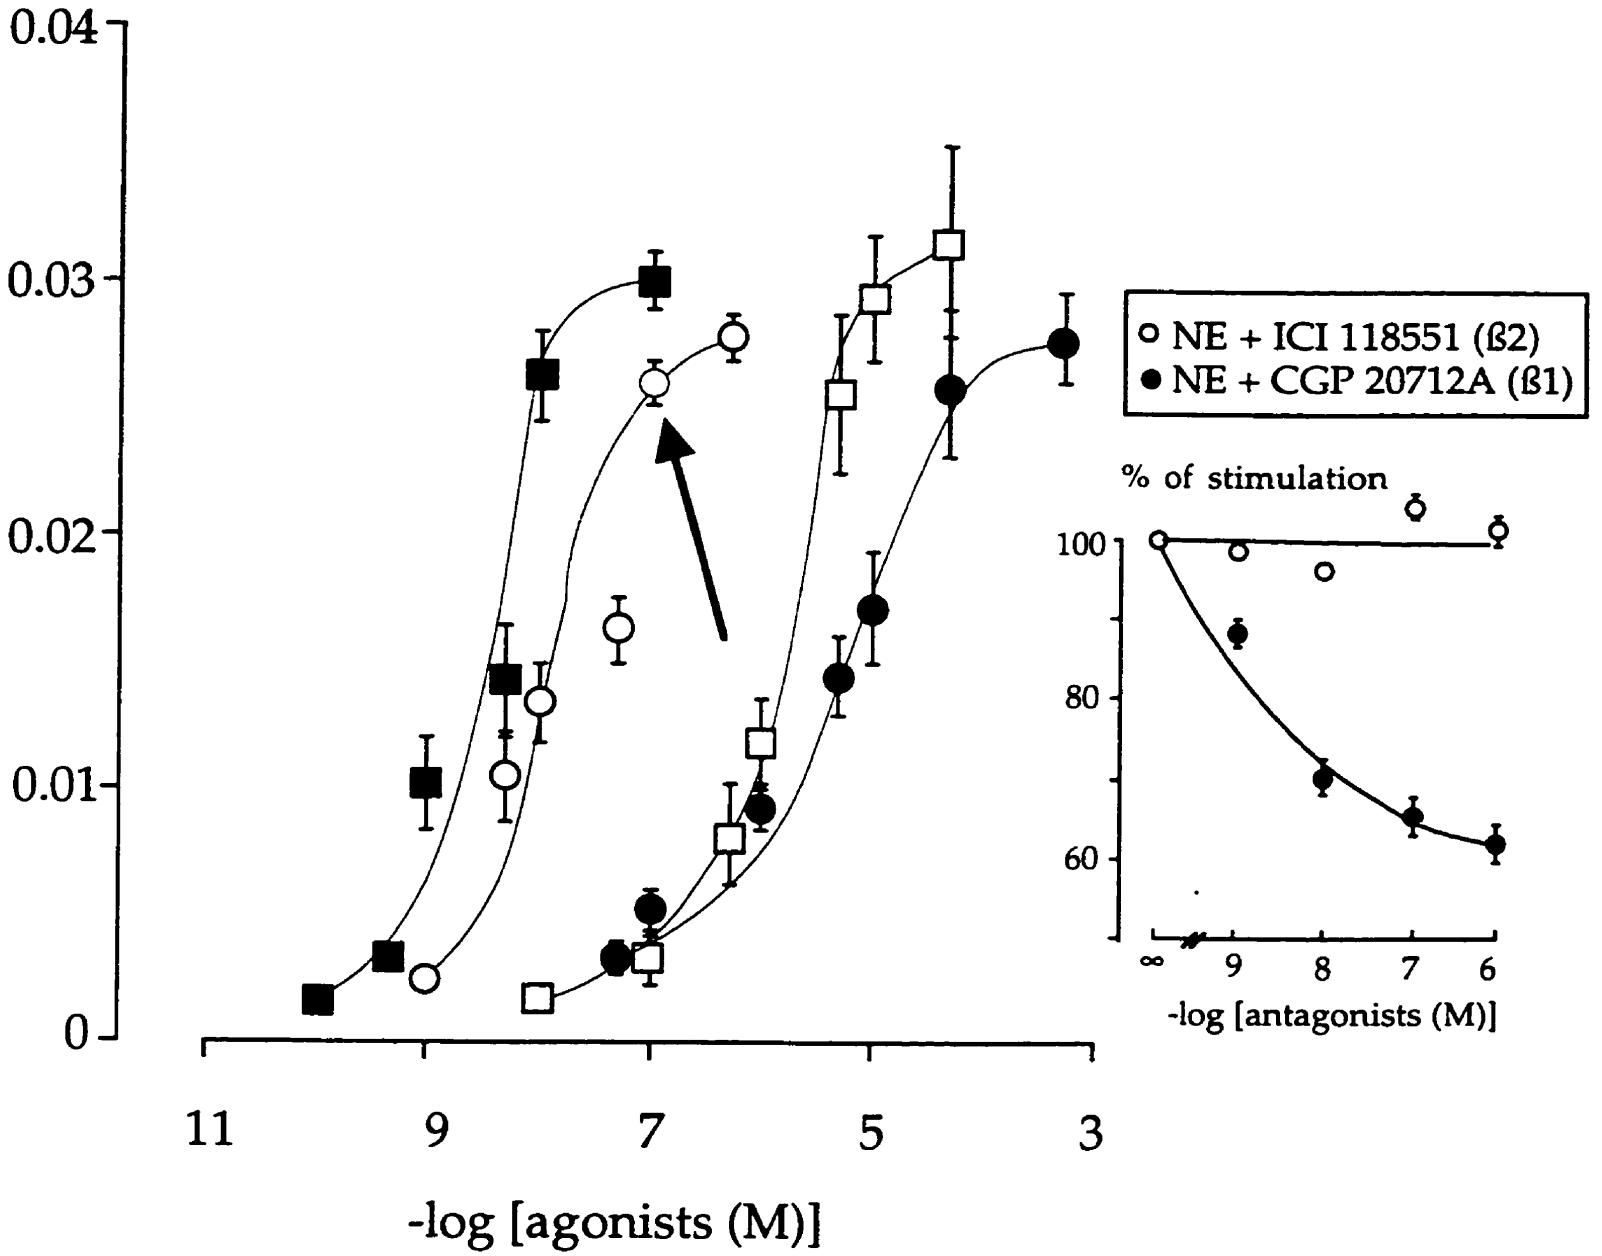 0.04
0.03
0.02
0.01
0
11 9 7 5 3
-log [agonists (M)]
NE + ICI 118551 (ß2)
NE + CGP 20712A (ß1)
% of stimulation
100
80
60
∞ 9 8 7 6
-log [antagonists (M)]